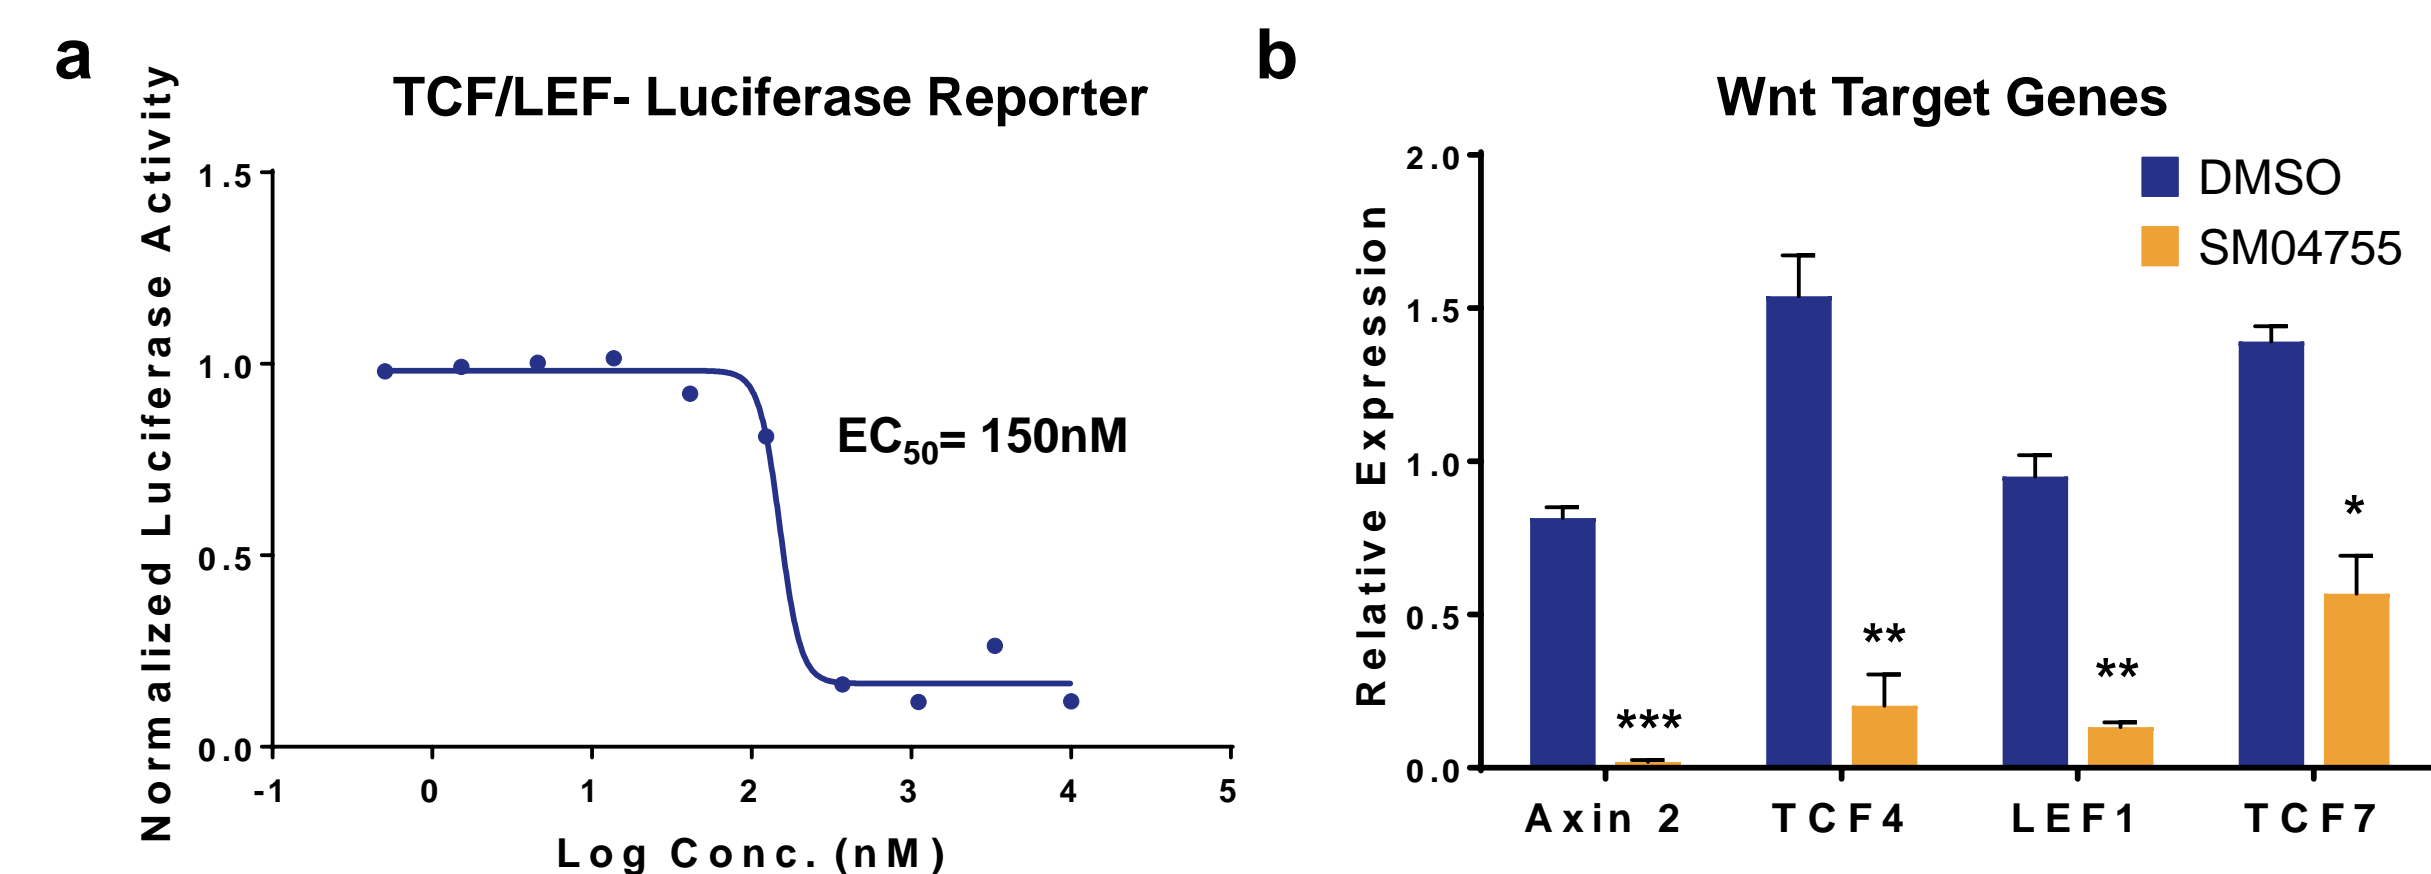 a
TCF/LEF- Luciferase Reporter
Normalized Luciferase Activity
1.5
1.0
0.5
0.0
-1 0 1 2 3 4 5
Log Conc. (nM)
EC50= 150nM
b
Wnt Target Genes
DMSO
SM04755
Relative Expression
2.0
1.5
1.0
0.5
0.0
***
**
**
*
Axin 2 TCF4 LEF1 TCF7